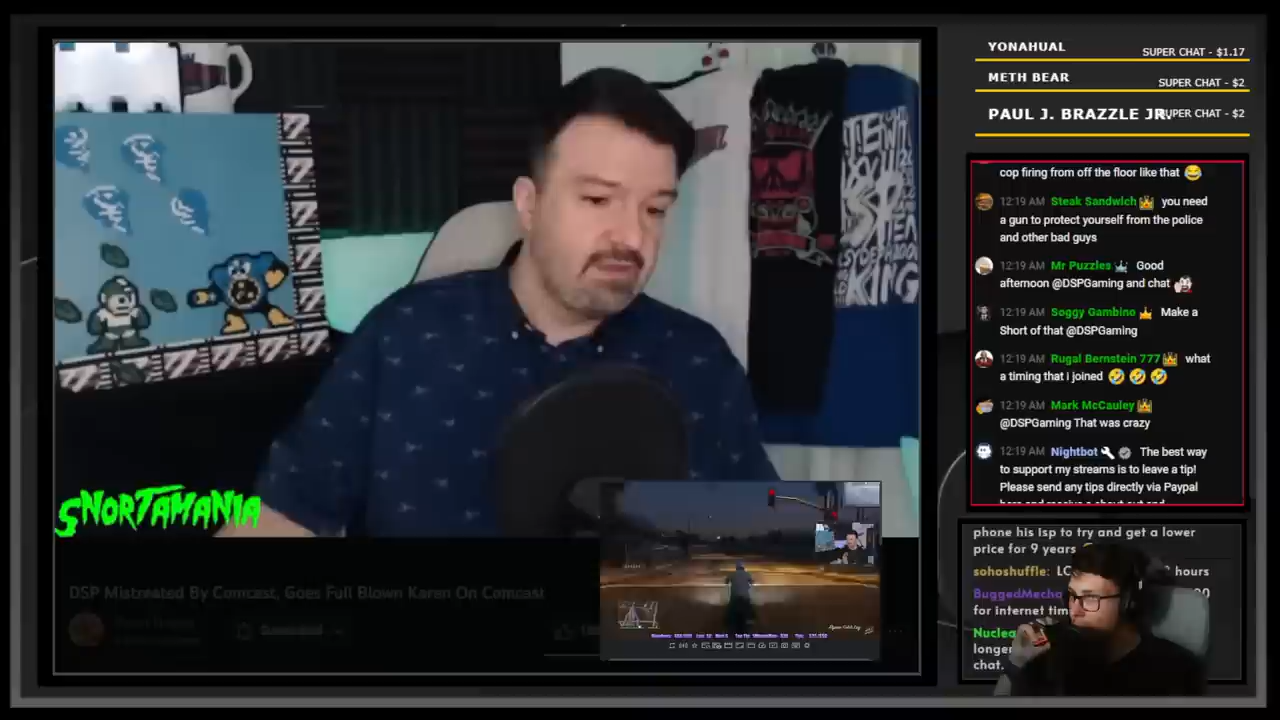 YONAHUAL
SUPER CHAT - $1.17
METH BEAR
SUPER CHAT - $2
PAUL J. BRAZZLE JR.
SUPER CHAT - $2
cop firing from off the floor like that
12:19 AM Steak Sandwich you need
a gun to protect yourself from the police
and other bad guys
12:19 AM Mr Puzzles Good
afternoon @DSPGaming and chat
12:19 AM Soggy Gambino Make a
Short of that @DSPGaming
12:19 AM Rugal Bernstein 777 what
a timing that i joined
12:19 AM Mark McCauley
@DSPGaming That was crazy
12:19 AM Nightbot The best way
to support my streams is to leave a tip!
Please send any tips directly via Paypal
phone his Isp to try and get a lower
price for 9 years
sohoshuffle: hours
BuggedMecha
for internet
Nuclea
longer
chat.
KING
SNORTAMANIA
DSP Mistreated By Comcast, Goes Full Blown Karen On Comcast